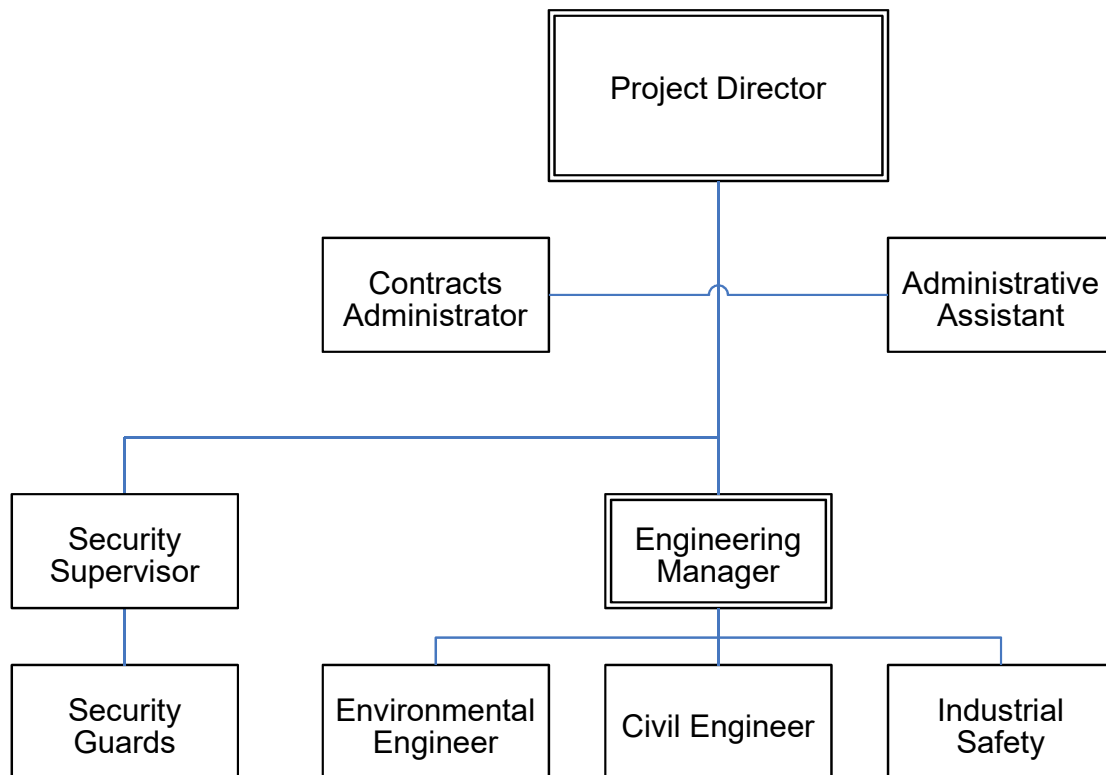 Project Director
Contracts
Administrator
Administrative
Assistant
Security
Supervisor
Engineering
Manager
Security
Guards
Environmental
Engineer
Civil Engineer
Industrial
Safety